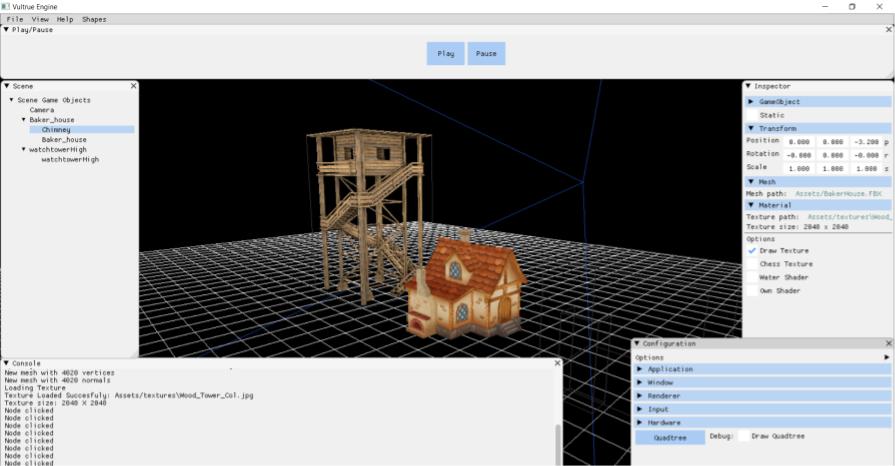 Vultrue Engine
File View Help Shapes
Play/Pause
Play Pause
Scene
Scene Game Objects
Camera
Baker_house
Chimney
Baker_house
watchtowerHigh
watchtowerHigh
Inspector
GameObject
Static
Transform
Position 0.000 0.000 -3.200 p
Rotation -0.000 0.000 -0.000 r
Scale 1.000 1.000 1.000 s
Mesh
Mesh path: Assets/BakerHouse.FBX
Material
Texture path: Assets/textures\Wood_
Texture size: 2048 x 2048
Options
Draw Texture
Chess Texture
Water Shader
Own Shader
Console
New mesh with 4020 vertices
New mesh with 4020 normals
Loading Texture
Texture Loaded Succesfuly: Assets/textures\Wood_Tower_Col.jpg
Texture size: 2048 X 2048
Node clicked
Node clicked
Node clicked
Node clicked
Node clicked
Node clicked
Node clicked
Node clicked
Configuration
Options
Application
Window
Renderer
Input
Hardware
Quadtree Debug: Draw Quadtree